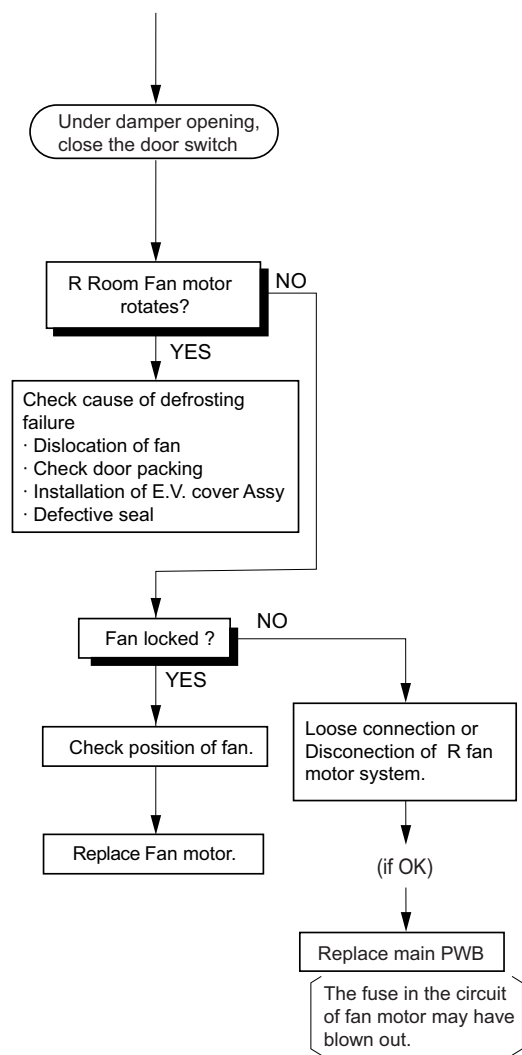 Under damper opening,
close the door switch
R Room Fan motor
rotates?
NO
YES
Check cause of defrosting
failure
· Dislocation of fan
· Check door packing
· Installation of E.V. cover Assy
· Defective seal
Fan locked ?
NO
YES
Check position of fan.
Replace Fan motor.
Loose connection or
Disconection of R fan
motor system.
(if OK)
Replace main PWB
The fuse in the circuit
of fan motor may have
blown out.